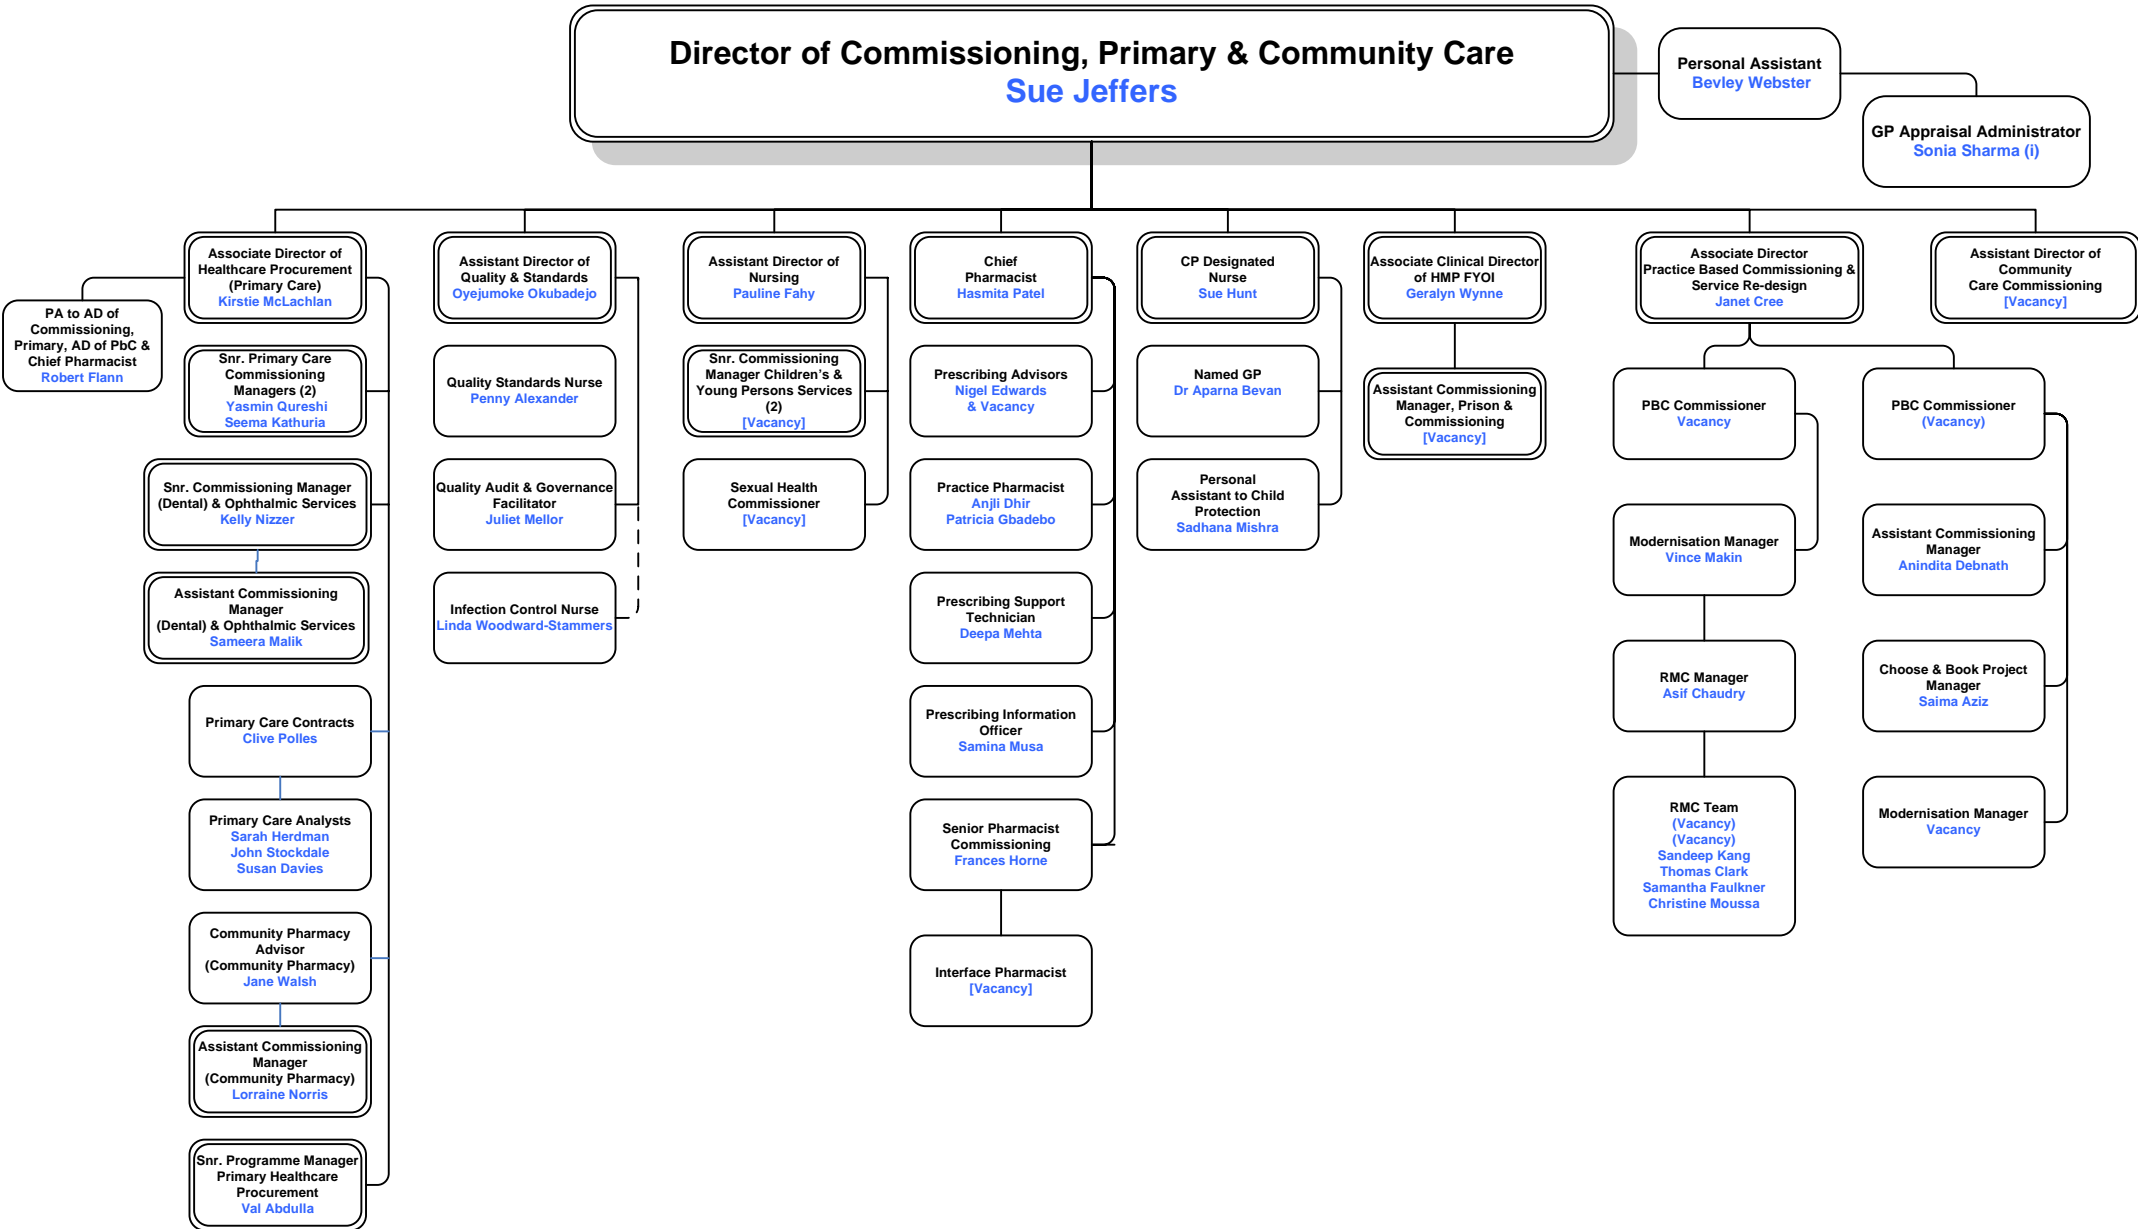 Director of Commissioning, Primary & Community Care
Sue Jeffers
Personal Assistant
Bevley Webster
GP Appraisal Administrator
Sonia Sharma (i)
Associate Director of
Healthcare Procurement
(Primary Care)
Kirstie McLachlan
PA to AD of
Commissioning,
Primary, AD of PbC &
Chief Pharmacist
Robert Flann
Snr. Primary Care
Commissioning
Managers (2)
Yasmin Qureshi
Seema Kathuria
Snr. Commissioning Manager
(Dental) & Ophthalmic Services
Kelly Nizzer
Assistant Commissioning
Manager
(Dental) & Ophthalmic Services
Sameera Malik
Primary Care Contracts
Clive Polles
Primary Care Analysts
Sarah Herdman
John Stockdale
Susan Davies
Community Pharmacy
Advisor
(Community Pharmacy)
Jane Walsh
Assistant Commissioning
Manager
(Community Pharmacy)
Lorraine Norris
Snr. Programme Manager
Primary Healthcare
Procurement
Val Abdulla
Assistant Director of
Quality & Standards
Oyejumoke Okubadejo
Quality Standards Nurse
Penny Alexander
Quality Audit & Governance
Facilitator
Juliet Mellor
Infection Control Nurse
Linda Woodward-Stammers
Assistant Director of
Nursing
Pauline Fahy
Snr. Commissioning
Manager Children's &
Young Persons Services
(2)
[Vacancy]
Sexual Health
Commissioner
[Vacancy]
Chief
Pharmacist
Hasmita Patel
Prescribing Advisors
Nigel Edwards
& Vacancy
Practice Pharmacist
Anjli Dhir
Patricia Gbadebo
Prescribing Support
Technician
Deepa Mehta
Prescribing Information
Officer
Samina Musa
Senior Pharmacist
Commissioning
Frances Horne
Interface Pharmacist
[Vacancy]
CP Designated
Nurse
Sue Hunt
Named GP
Dr Aparna Bevan
Personal
Assistant to Child
Protection
Sadhana Mishra
Associate Clinical Director
of HMP FYOI
Geralyn Wynne
Assistant Commissioning
Manager, Prison &
Commissioning
[Vacancy]
Associate Director
Practice Based Commissioning &
Service Re-design
Janet Cree
PBC Commissioner
Vacancy
Modernisation Manager
Vince Makin
RMC Manager
Asif Chaudry
RMC Team
(Vacancy)
(Vacancy)
Sandeep Kang
Thomas Clark
Samantha Faulkner
Christine Moussa
PBC Commissioner
(Vacancy)
Assistant Commissioning
Manager
Anindita Debnath
Choose & Book Project
Manager
Saima Aziz
Modernisation Manager
Vacancy
Assistant Director of
Community
Care Commissioning
[Vacancy]